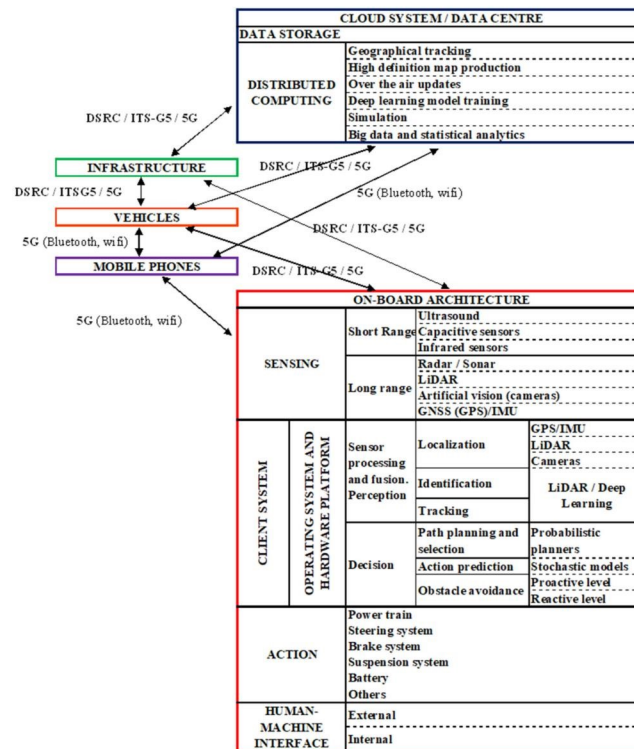 CLOUD SYSTEM / DATA CENTRE
DATA STORAGE
DISTRIBUTED
COMPUTING
Geographical tracking
High definition map production
Over the air updates
Deep learning model training
Simulation
Big data and statistical analytics
DSRC / ITS-G5 / 5G
INFRASTRUCTURE
DSRC / ITSG5 / 5G
DSRC / ITS-G5 / 5G
5G (Bluetooth, wifi)
VEHICLES
DSRC / ITS-G5 / 5G
5G (Bluetooth, wifi)
MOBILE PHONES
DSRC / ITS-G5 / 5G
5G (Bluetooth, wifi)
ON-BOARD ARCHITECTURE
SENSING
Short Range
Ultrasound
Capacitive sensors
Infrared sensors
Long range
Radar / Sonar
LiDAR
Artificial vision (cameras)
GNSS (GPS)/IMU
CLIENT SYSTEM
OPERATING SYSTEM AND
HARDWARE PLATFORM
Sensor
processing
and fusion.
Perception
Localization
GPS/IMU
LiDAR
Cameras
Identification
Tracking
LiDAR / Deep
Learning
Decision
Path planning and
selection
Probabilistic
planners
Action prediction
Stochastic models
Obstacle avoidance
Proactive level
Reactive level
ACTION
Power train
Steering system
Brake system
Suspension system
Battery
Others
HUMAN-
MACHINE
INTERFACE
External
Internal